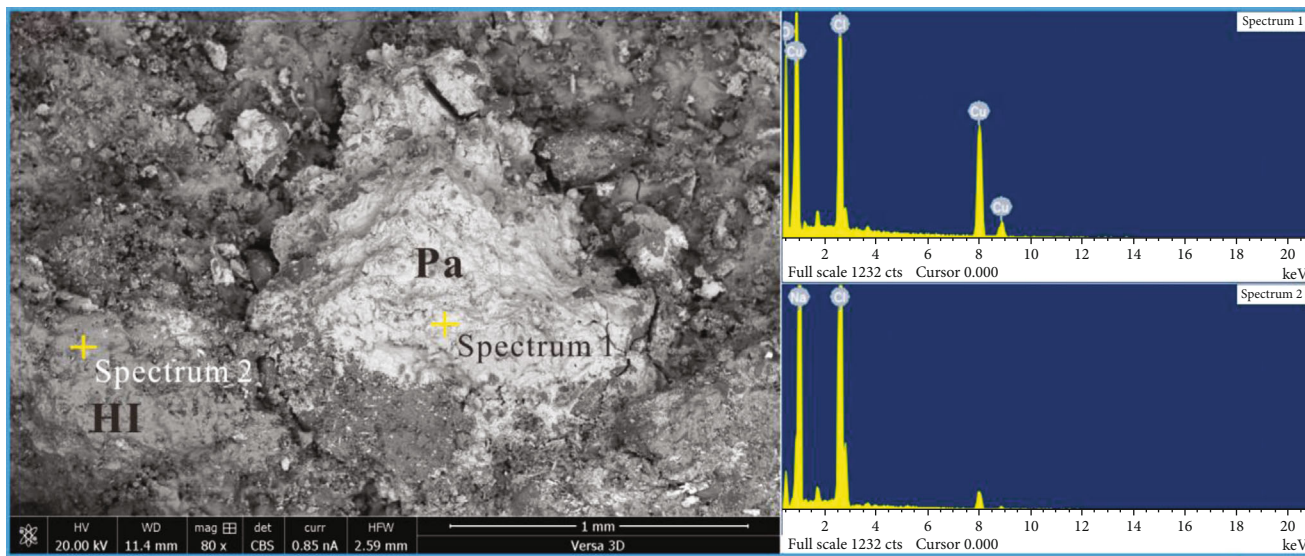 Pa
Spectrum 1
Spectrum 2
HI
HV
WD
mag
det
curr
HFW
20.00 kV
11.4 mm
80 x
CBS
0.85 nA
2.59 mm
1 mm
Versa 3D
Spectrum 1
O
Cu
Cl
Cu
Cu
2 4 6 8 10 12 14 16 18 20
Full scale 1232 cts Cursor 0.000
keV
Spectrum 2
Na
Cl
2 4 6 8 10 12 14 16 18 20
Full scale 1232 cts Cursor 0.000
keV